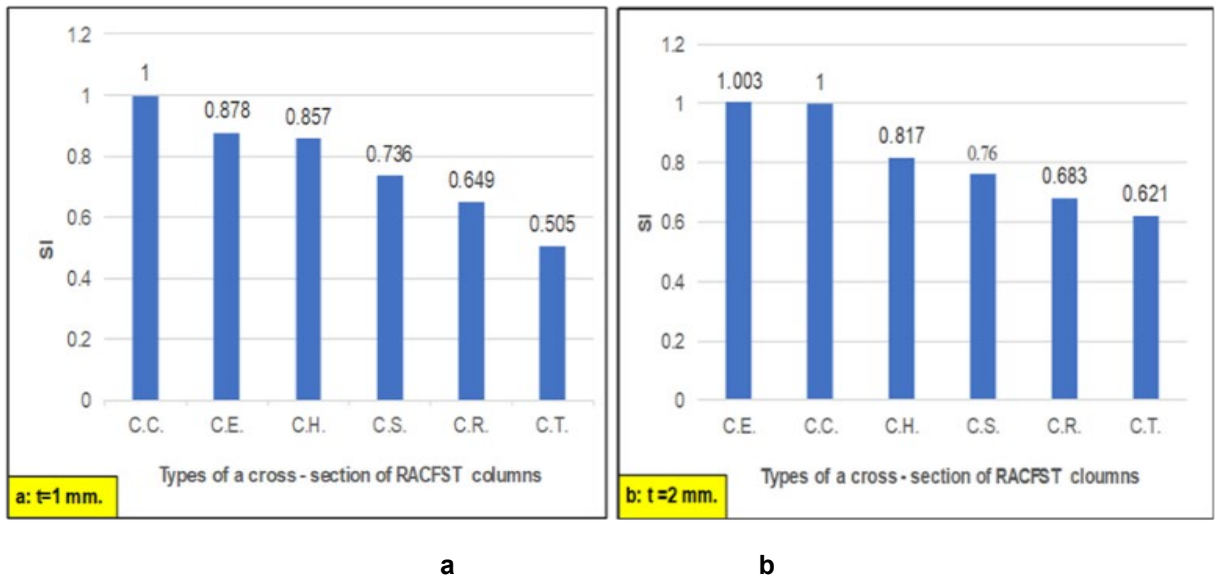 1.2
1
0.8
0.6
0.4
0.2
0
SI
1
0.878
0.857
0.736
0.649
0.505
C.C. C.E. C.H. C.S. C.R. C.T.
Types of a cross - section of RACFST columns
a: t=1 mm.
1.2
1
0.8
0.6
0.4
0.2
0
SI
1.003
1
0.817
0.76
0.683
0.621
C.E. C.C. C.H. C.S. C.R. C.T.
Types of a cross - section of RACFST cloumns
b: t =2 mm.
a b